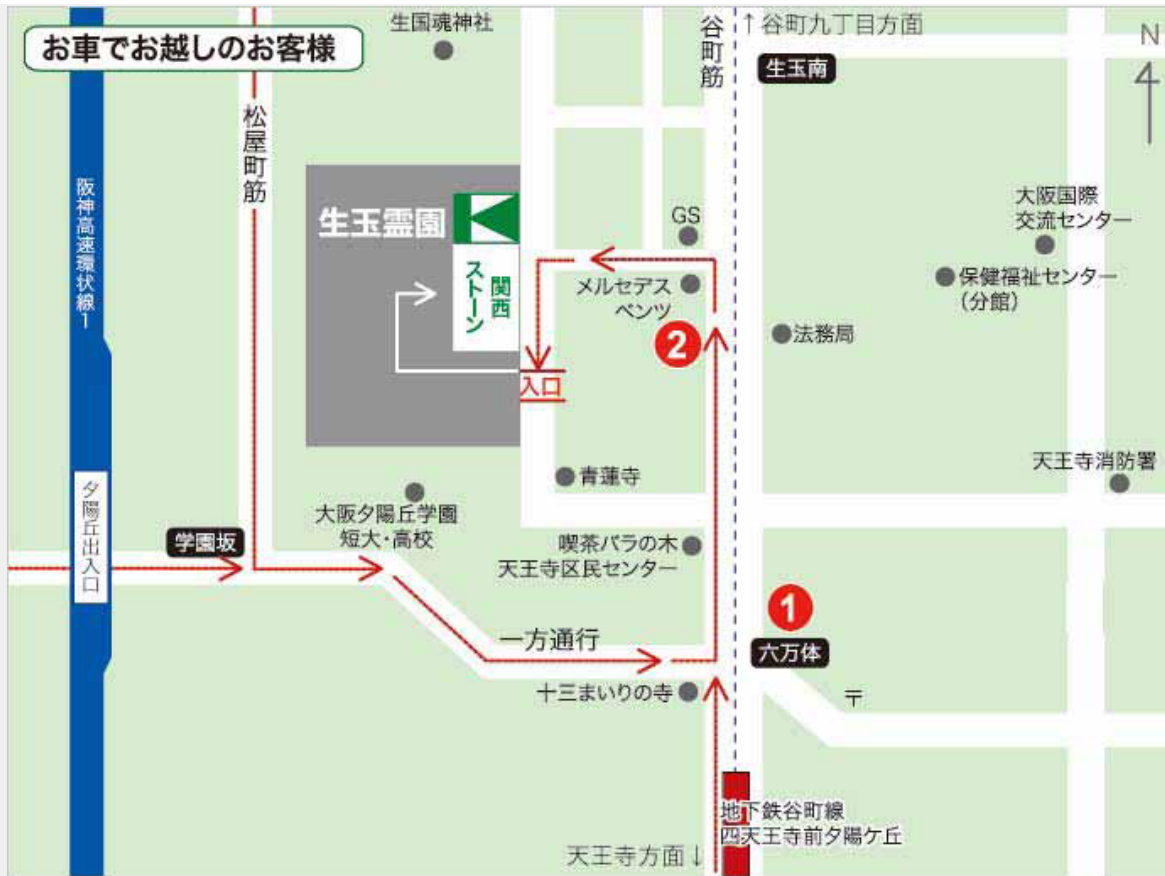 お車でお越しのお客様
生国魂神社
谷町筋
↑谷町九丁目方面
N
生玉南
松屋町筋
阪神高速環状線1
生玉霊園
関西
ストーン
GS
メルセデス
ベンツ
2
大阪国際
交流センター
保健福祉センター
(分館)
法務局
入口
青蓮寺
天王寺消防署
夕陽丘出入口
大阪夕陽丘学園
短大・高校
学園坂
喫茶バラの木
天王寺区民センター
1
六万体
一方通行
十三まいりの寺
〒
地下鉄谷町線
四天王寺前夕陽ケ丘
天王寺方面↓